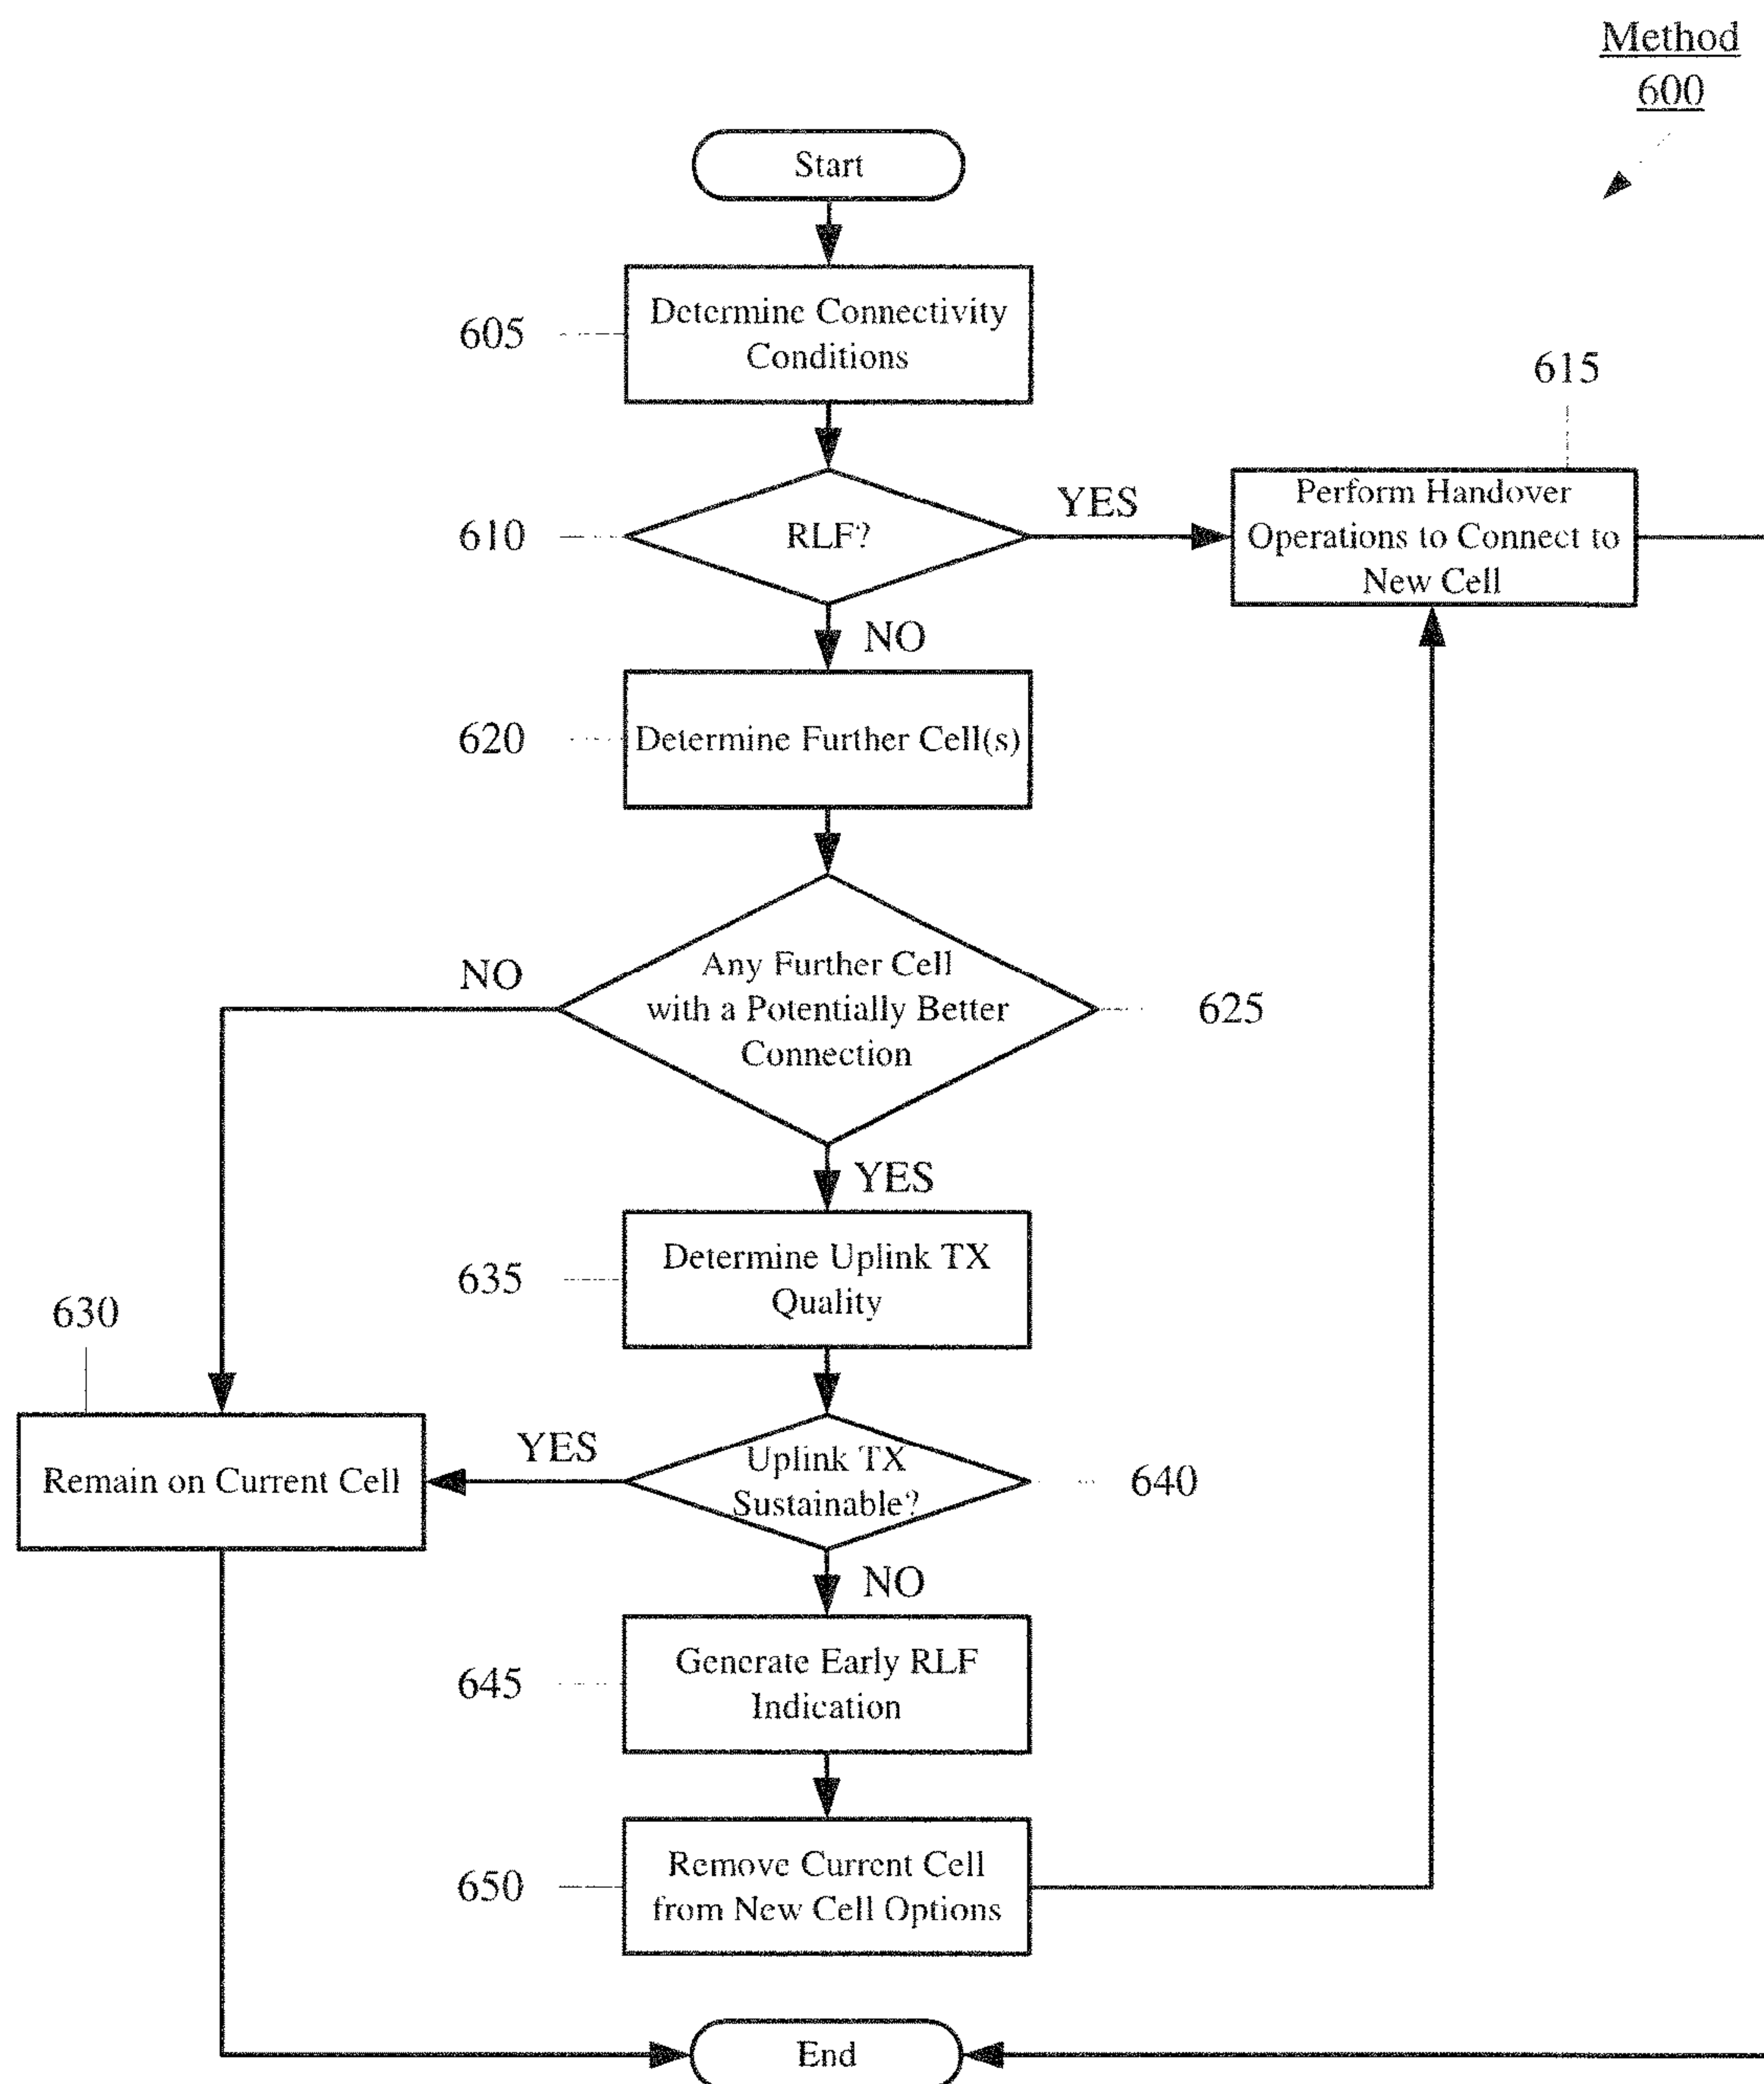 Method
600
Start
605
Determine Connectivity
Conditions
615
610
RLF?
YES
Perform Handover
Operations to Connect to
New Cell
NO
620
Determine Further Cell(s)
NO
Any Further Cell
with a Potentially Better
Connection
625
YES
635
Determine Uplink TX
Quality
630
Remain on Current Cell
YES
Uplink TX
Sustainable?
640
NO
645
Generate Early RLF
Indication
650
Remove Current Cell
from New Cell Options
End